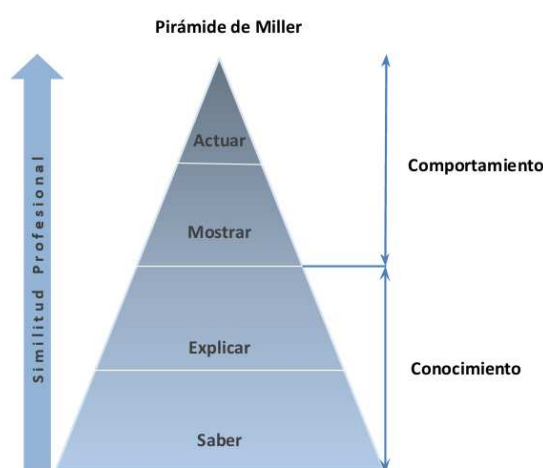 Pirámide de Miller
Similitud Profesional
Actuar
Mostrar
Explicar
Saber
Comportamiento
Conocimiento